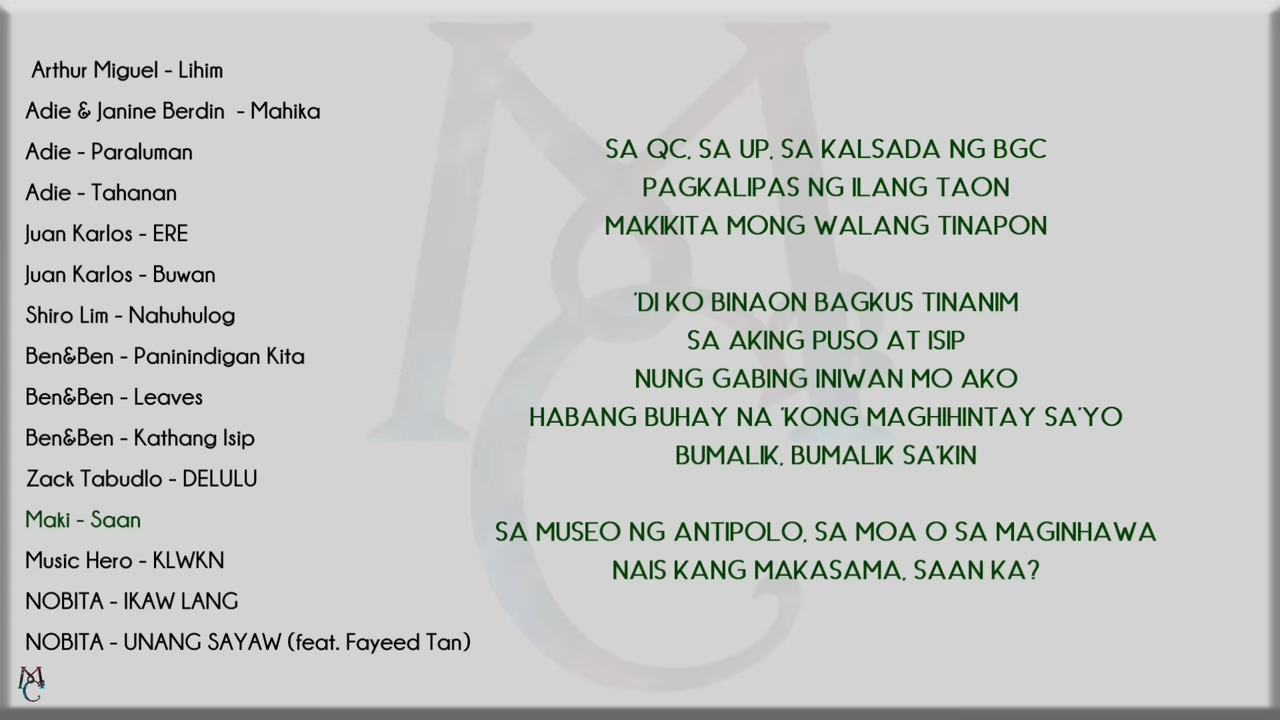 Arthur Miguel - Lihim
Adie & Janine Berdin - Mahika
Adie - Paraluman
Adie - Tahanan
Juan Karlos - ERE
Juan Karlos - Buwan
Shiro Lim - Nahuhulog
Ben&Ben - Paninindigan Kita
Ben&Ben - Leaves
Ben&Ben - Kathang Isip
Zack Tabudlo - DELULU
Maki - Saan
Music Hero - KLWKN
NOBITA - IKAW LANG
NOBITA - UNANG SAYAW (feat. Fayeed Tan)
SA QC, SA UP, SA KALSADA NG BGC
PAGKALIPAS NG ILANG TAON
MAKIKITA MONG WALANG TINAPON
'DI KO BINAON BAGKUS TINANIM
SA AKING PUSO AT ISIP
NUNG GABING INIWAN MO AKO
HABANG BUHAY NA 'KONG MAGHIHINTAY SA'YO
BUMALIK, BUMALIK SA'KIN
SA MUSEO NG ANTIPOLO, SA MOA O SA MAGINHAWA
NAIS KANG MAKASAMA, SAAN KA?